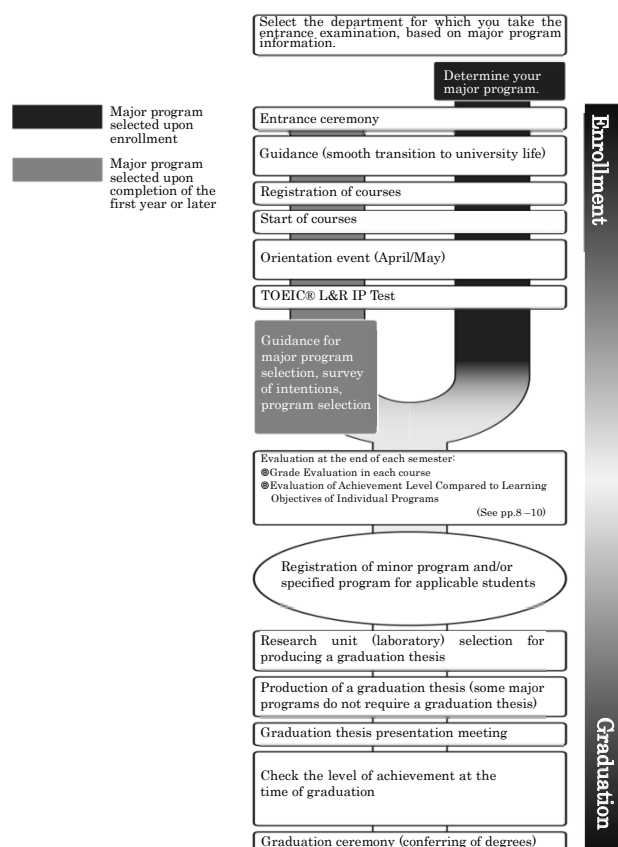 Select the department for which you take the
entrance examination, based on major program
information.
Determine your
major program.
Major program
selected upon
enrollment
Major program
selected upon
completion of the
first year or later
Entrance ceremony
Guidance (smooth transition to university life)
Registration of courses
Start of courses
Orientation event (April/May)
TOEIC® L&R IP Test
Guidance for
major program
selection, survey
of intentions,
program selection
Evaluation at the end of each semester:
◎Grade Evaluation in each course
◎Evaluation of Achievement Level Compared to Learning
Objectives of Individual Programs
(See pp.8 –10)
Registration of minor program and/or
specified program for applicable students
Research unit (laboratory) selection for
producing a graduation thesis
Production of a graduation thesis (some major
programs do not require a graduation thesis)
Graduation thesis presentation meeting
Check the level of achievement at the
time of graduation
Graduation ceremony (conferring of degrees)
Enrollment
Graduation